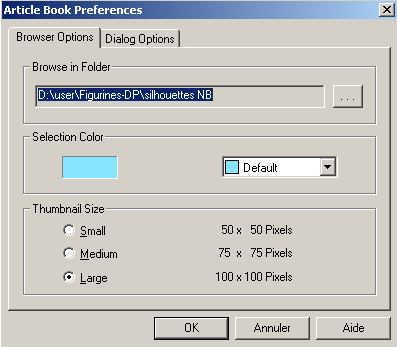 Article Book Preferences
Browser Options Dialog Options
Browse in Folder
D:\user\Figurines-DP\silhouettes NB ...
Selection Color
Default
Thumbnail Size
Small 50 x 50 Pixels
Medium 75 x 75 Pixels
Large 100 x 100 Pixels
OK Annuler Aide